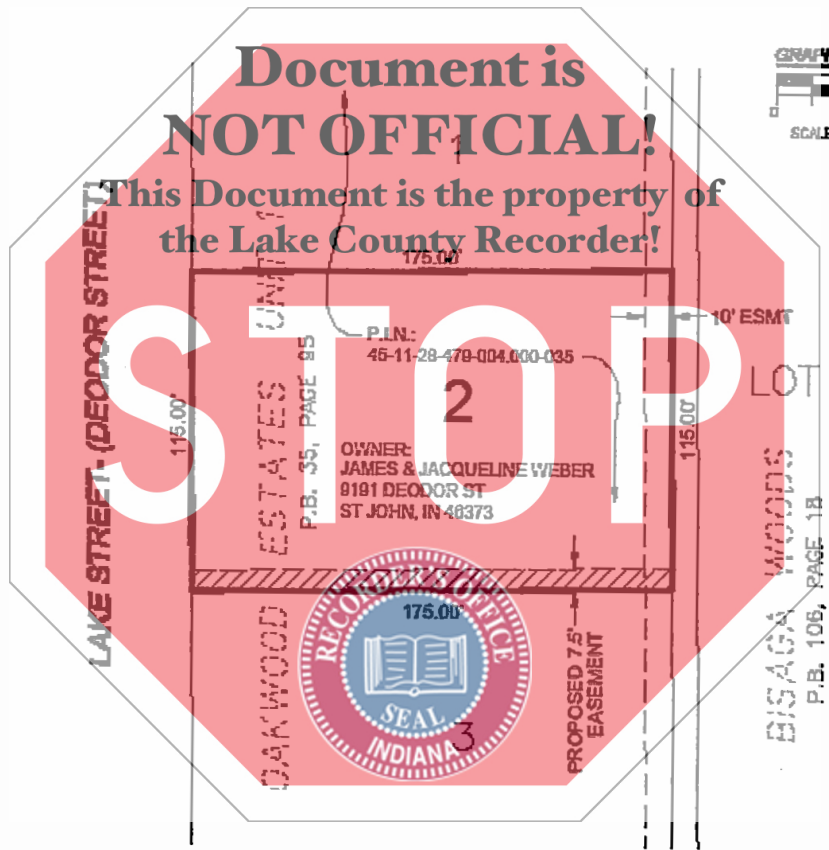 Document is
NOT OFFICIAL!
This Document is the property of
the Lake County Recorder!
STOP
SCALE
1
175.00'
10' ESMT
P.I.N.:
45-11-28-479-004.000-035
2
LOT
115.00'
115.00'
OWNER:
JAMES & JACQUELINE WEBER
9191 DEODOR ST
ST JOHN, IN 46373
LAKE STREET- (DEODOR STREET)
OAKWOOD ESTATES UNIT
P.B. 35, PAGE 95
BISAGA WOODS
P.B. 106, PAGE 18
175.00'
PROPOSED 7.5'
EASEMENT
3
RECORDER'S OFFICE
SEAL
INDIANA